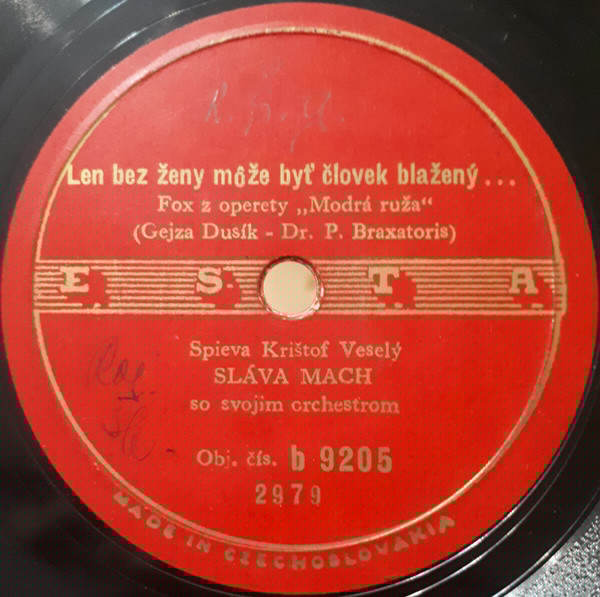 Len bez ženy môže byť človek blažený...
Fox z operety „Modrá ruža“
(Gejza Dusík - Dr. P. Braxatoris)
E S T A
Spieva Krištof Veselý
SLÁVA MACH
so svojim orchestrom
Obj. čís. b 9205
2979
MADE IN CZECHOSLOVAKIA